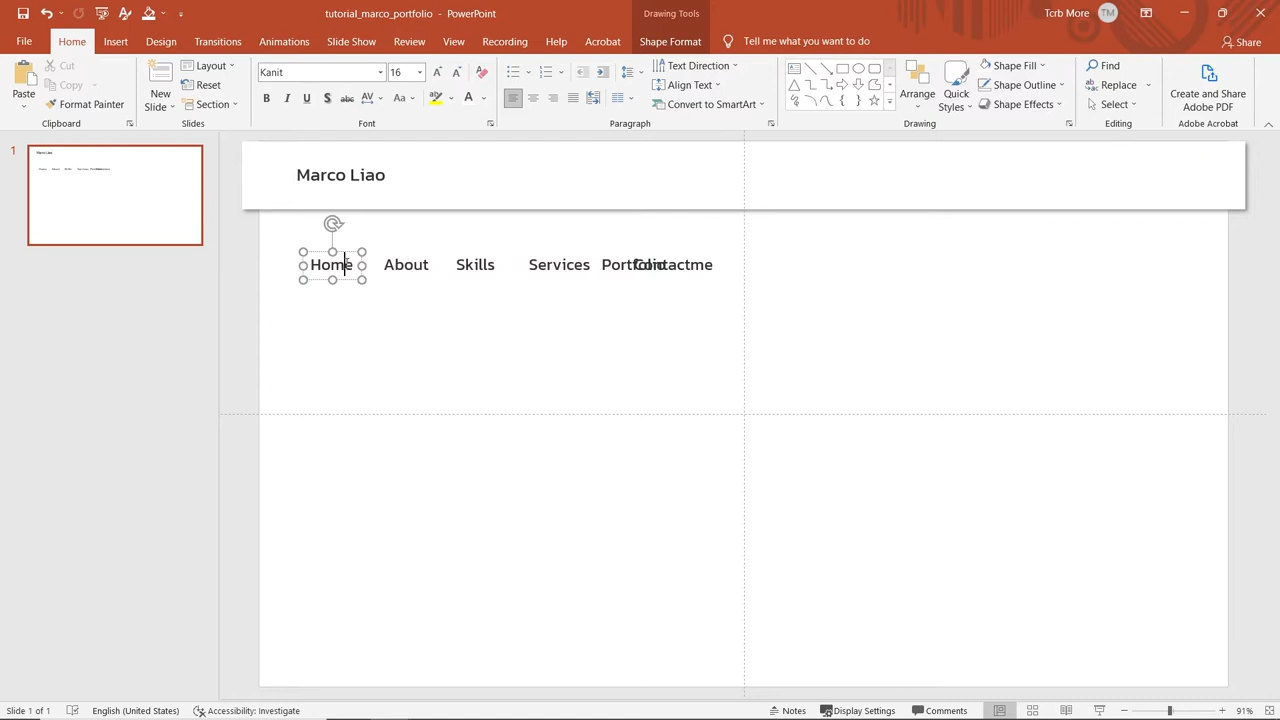 tutorial_marco_portfolio - PowerPoint
Drawing Tools
Tcrb More
TM
File
Home
Insert
Design
Transitions
Animations
Slide Show
Review
View
Recording
Help
Acrobat
Shape Format
Tell me what you want to do
Share
Paste
Cut
Copy
Format Painter
Clipboard
New
Slide
Layout
Reset
Section
Slides
Kanit
16
Font
Text Direction
Align Text
Convert to SmartArt
Paragraph
Arrange
Quick
Styles
Shape Fill
Shape Outline
Shape Effects
Drawing
Find
Replace
Select
Editing
Create and Share
Adobe PDF
Adobe Acrobat
1
Marco Liao
Home About Skills Services Portfolio Contactme
Slide 1 of 1
English (United States)
Accessibility: Investigate
Notes
Display Settings
Comments
91%